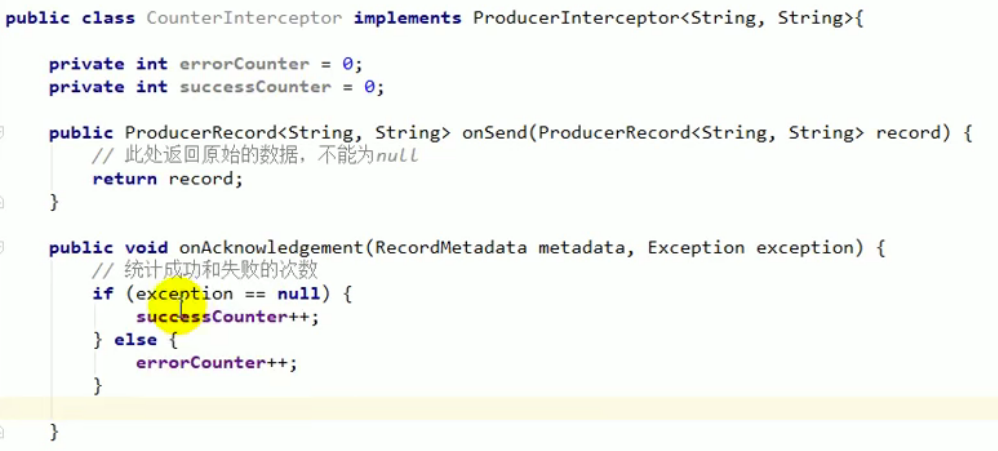 public class CounterInterceptor implements ProducerInterceptor<String, String>{
private int errorCounter = 0;
private int successCounter = 0;
public ProducerRecord<String, String> onSend(ProducerRecord<String, String> record) {
// 此处返回原始的数据，不能为null
return record;
}
public void onAcknowledgement(RecordMetadata metadata, Exception exception) {
// 统计成功和失败的次数
if (exception == null) {
successCounter++;
} else {
errorCounter++;
}
}